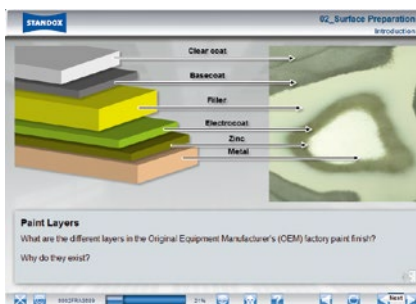 STANDOX
02_Surface Preparation
Introduction
Clear coat
Basecoat
Filler
Electrocoat
Zinc
Metal
Paint Layers
What are the different layers in the Original Equipment Manufacturer's (OEM) factory paint finish?
Why do they exist?
21%
Next